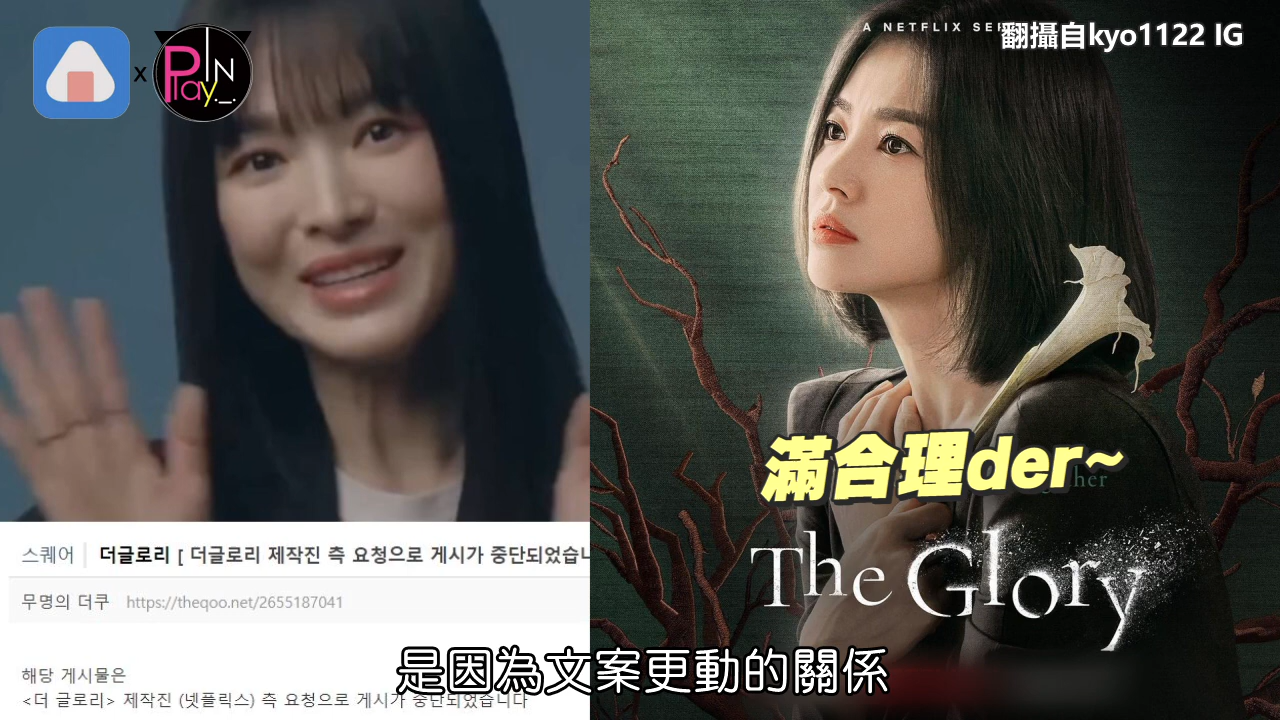 x
PlayIN._.
A NETFLIX SER
翻攝自kyo1122 IG
滿合理der~
The Glory
스퀘어
더글로리 [ 더글로리 제작진 측 요청으로 게시가 중단되었습니
무명의 더쿠 https://theqoo.net/2655187041
해당 게시물은
<더 글로리> 제작진 (넷플릭스) 측 요청으로 게시가 중단되었습니다
是因為文案更動的關係